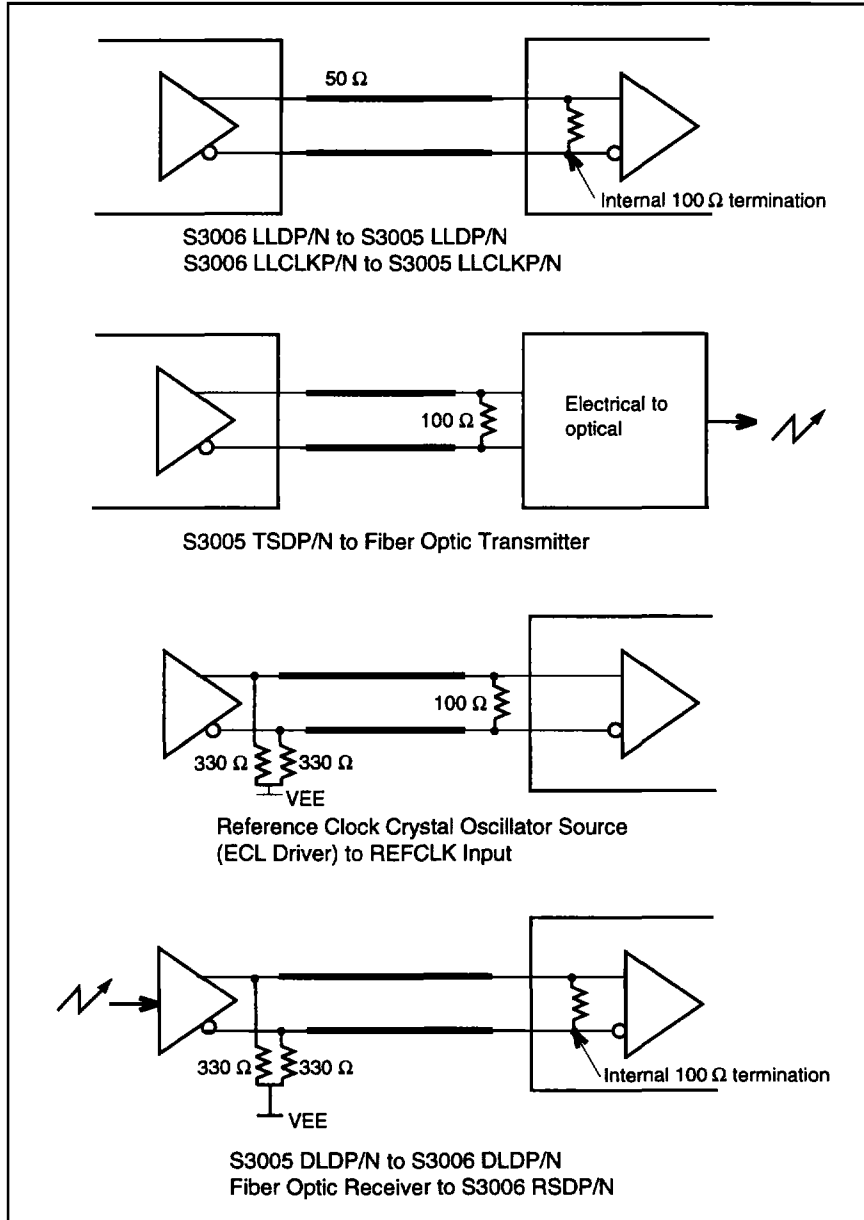 50 Ω
Internal 100 Ω termination
S3006 LLDP/N to S3005 LLDP/N
S3006 LLCLKP/N to S3005 LLCLKP/N
100 Ω
Electrical to
optical
S3005 TSDP/N to Fiber Optic Transmitter
100 Ω
330 Ω 330 Ω
VEE
Reference Clock Crystal Oscillator Source
(ECL Driver) to REFCLK Input
330 Ω 330 Ω
Internal 100 Ω termination
VEE
S3005 DLDP/N to S3006 DLDP/N
Fiber Optic Receiver to S3006 RSDP/N